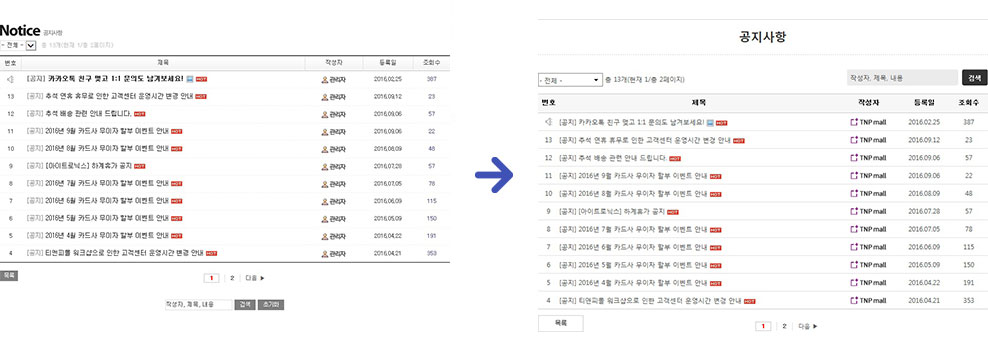 Notice 공지사항
- 전체 - 총 13개(현재 1/총 2페이지)
번호 제목 작성자 등록일 조회수
[공지] 카카오톡 친구 맺고 1:1 문의도 남겨보세요! HOT 관리자 2016.02.25 387
13 [공지] 추석 연휴 휴무로 인한 고객센터 운영시간 변경 안내 HOT 관리자 2016.09.12 23
12 [공지] 추석 배송 관련 안내 드립니다. HOT 관리자 2016.09.06 57
11 [공지] 2016년 9월 카드사 무이자 할부 이벤트 안내 HOT 관리자 2016.09.06 22
10 [공지] 2016년 8월 카드사 무이자 할부 이벤트 안내 HOT 관리자 2016.08.09 48
9 [공지] [아이트로닉스] 하계휴가 공지 HOT 관리자 2016.07.28 57
8 [공지] 2016년 7월 카드사 무이자 할부 이벤트 안내 HOT 관리자 2016.07.05 78
7 [공지] 2016년 6월 카드사 무이자 할부 이벤트 안내 HOT 관리자 2016.06.09 115
6 [공지] 2016년 5월 카드사 무이자 할부 이벤트 안내 HOT 관리자 2016.05.09 150
5 [공지] 2016년 4월 카드사 무이자 할부 이벤트 안내 HOT 관리자 2016.04.22 191
4 [공지] 티앤피몰 워크샵으로 인한 고객센터 운영시간 변경 안내 HOT 관리자 2016.04.21 353
목록 1 2 다음 ▶
작성자, 제목, 내용 검색 초기화
공지사항
- 전체 - 총 13개(현재 1/총 2페이지) 작성자, 제목, 내용 검색
번호 제목 작성자 등록일 조회수
[공지] 카카오톡 친구 맺고 1:1 문의도 남겨보세요! HOT TNP mall 2016.02.25 387
13 [공지] 추석 연휴 휴무로 인한 고객센터 운영시간 변경 안내 HOT TNP mall 2016.09.12 23
12 [공지] 추석 배송 관련 안내 드립니다. HOT TNP mall 2016.09.06 57
11 [공지] 2016년 9월 카드사 무이자 할부 이벤트 안내 HOT TNP mall 2016.09.06 22
10 [공지] 2016년 8월 카드사 무이자 할부 이벤트 안내 HOT TNP mall 2016.08.09 48
9 [공지] [아이트로닉스] 하계휴가 공지 HOT TNP mall 2016.07.28 57
8 [공지] 2016년 7월 카드사 무이자 할부 이벤트 안내 HOT TNP mall 2016.07.05 78
7 [공지] 2016년 6월 카드사 무이자 할부 이벤트 안내 HOT TNP mall 2016.06.09 115
6 [공지] 2016년 5월 카드사 무이자 할부 이벤트 안내 HOT TNP mall 2016.05.09 150
5 [공지] 2016년 4월 카드사 무이자 할부 이벤트 안내 HOT TNP mall 2016.04.22 191
4 [공지] 티앤피몰 워크샵으로 인한 고객센터 운영시간 변경 안내 HOT TNP mall 2016.04.21 353
목록 1 2 다음 ▶